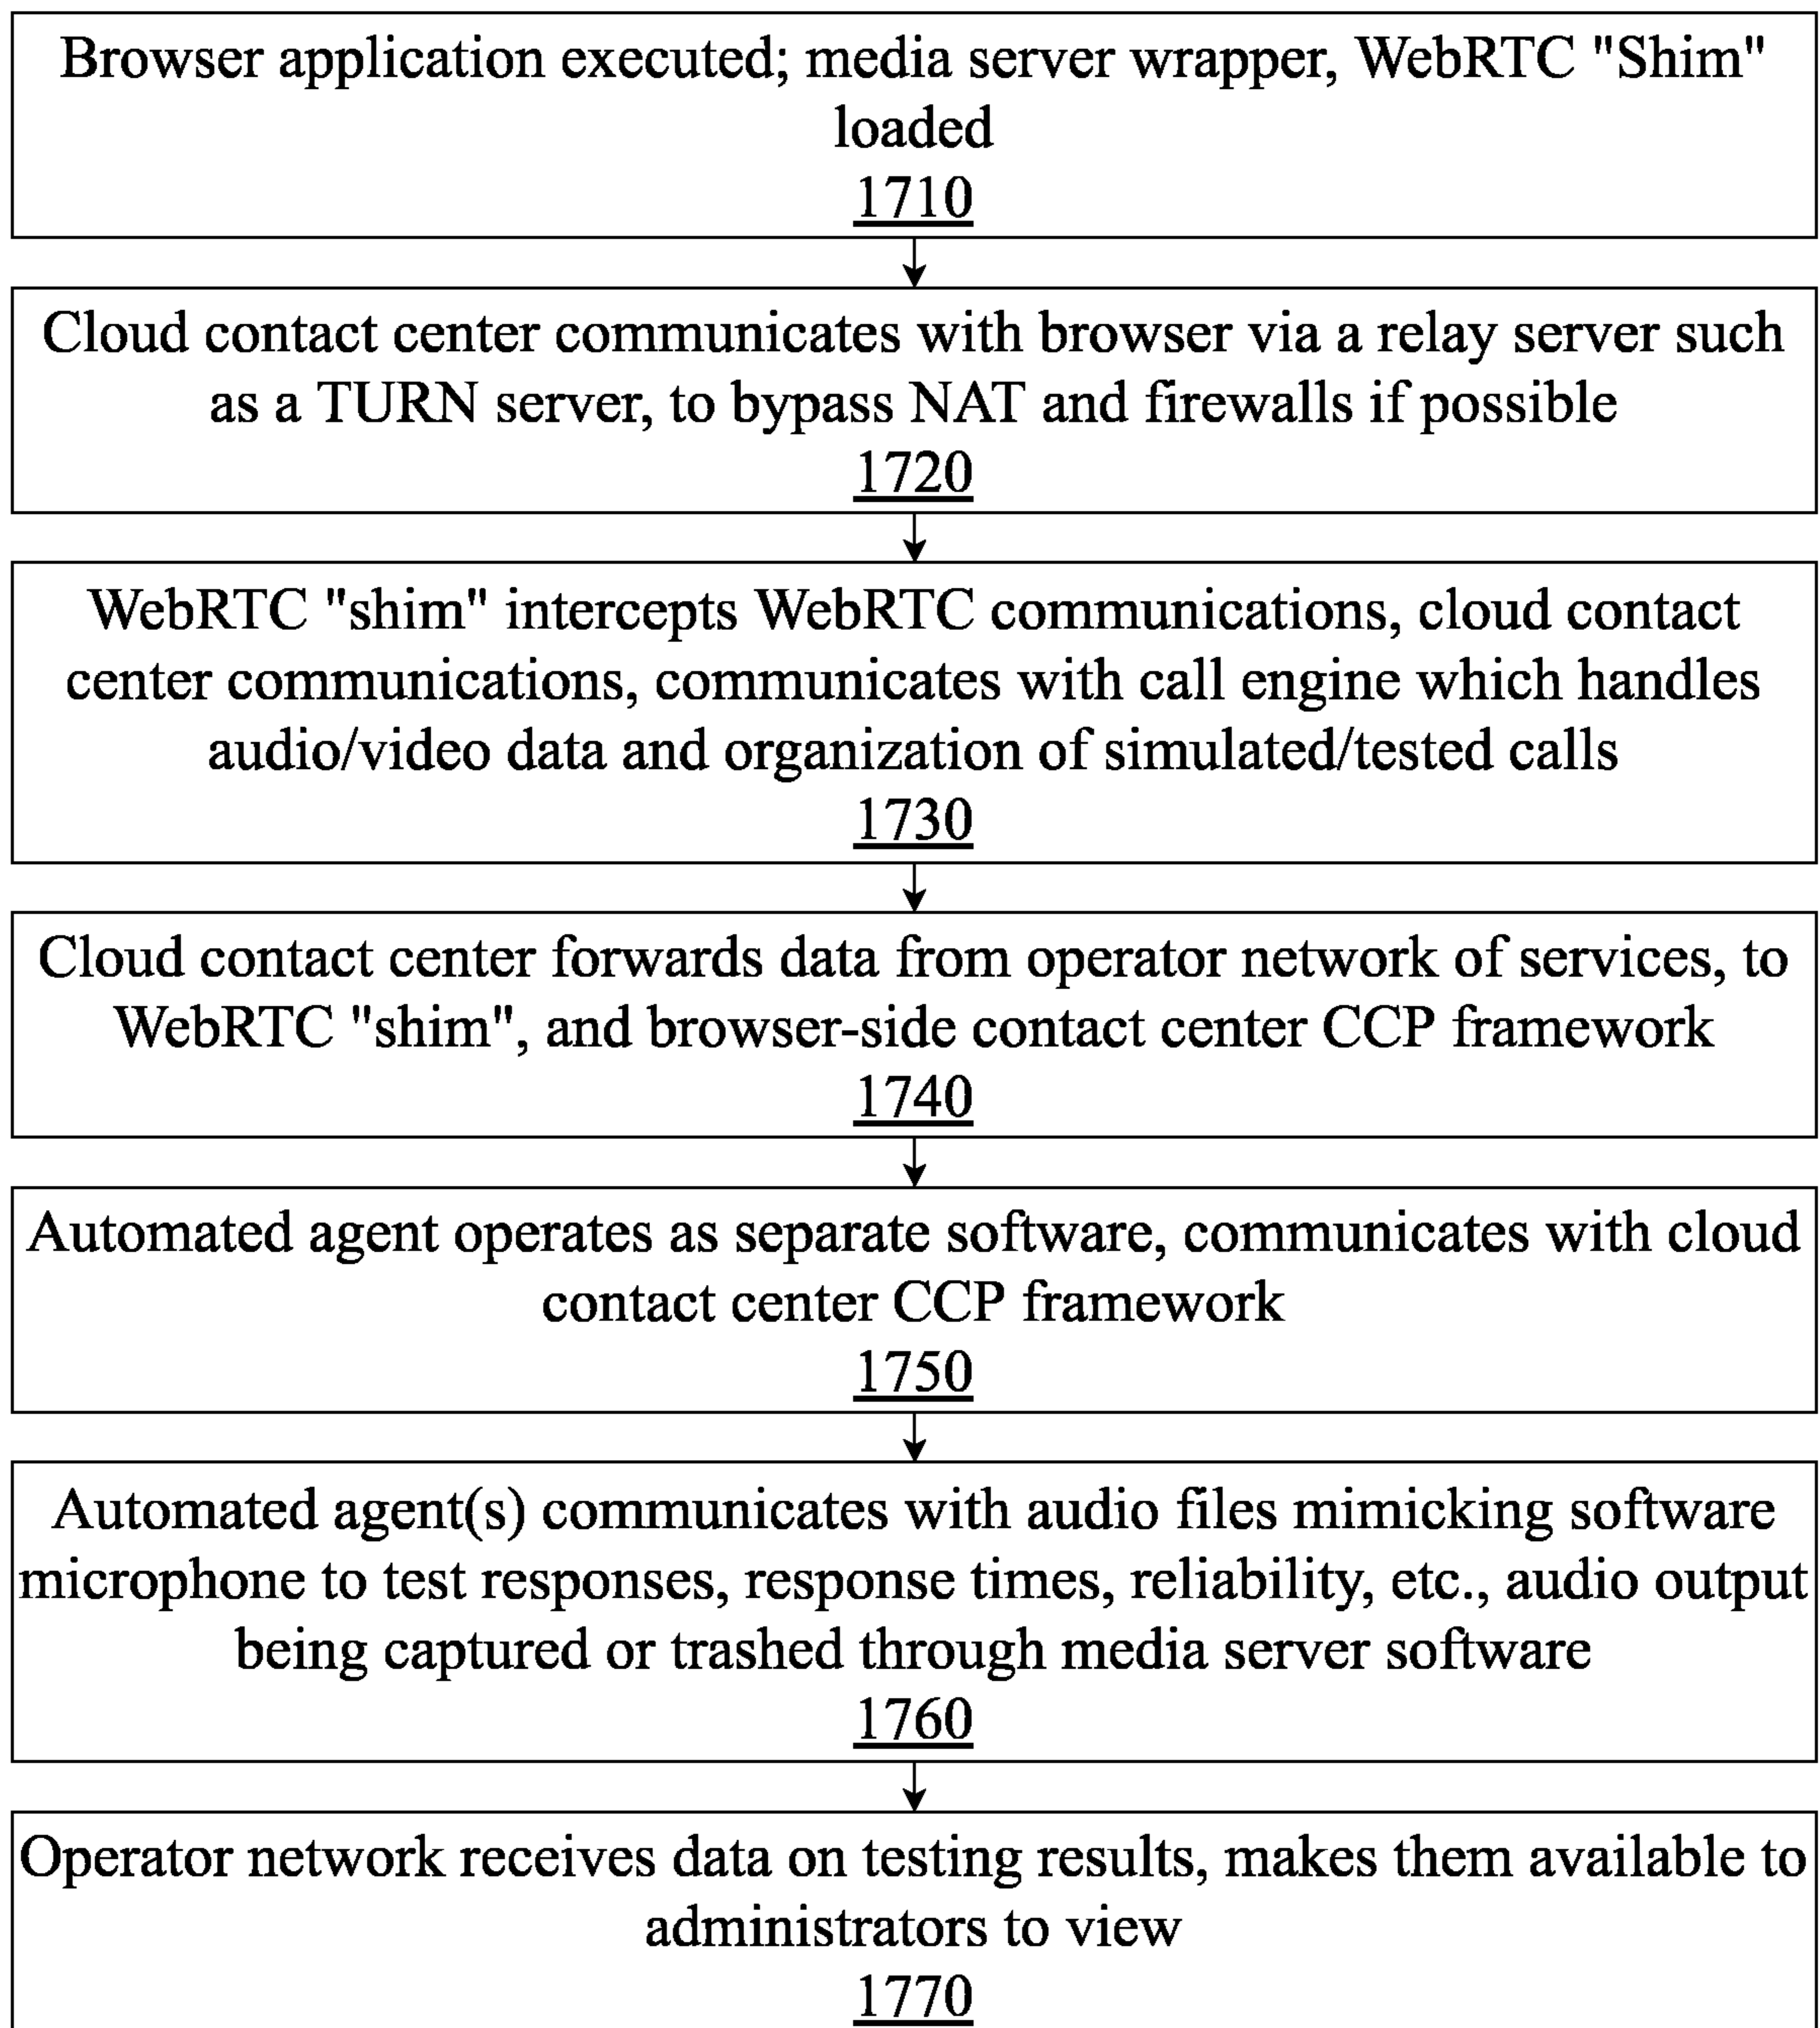 Browser application executed; media server wrapper, WebRTC "Shim"
loaded
1710
Cloud contact center communicates with browser via a relay server such
as a TURN server, to bypass NAT and firewalls if possible
1720
WebRTC "shim" intercepts WebRTC communications, cloud contact
center communications, communicates with call engine which handles
audio/video data and organization of simulated/tested calls
1730
Cloud contact center forwards data from operator network of services, to
WebRTC "shim", and browser-side contact center CCP framework
1740
Automated agent operates as separate software, communicates with cloud
contact center CCP framework
1750
Automated agent(s) communicates with audio files mimicking software
microphone to test responses, response times, reliability, etc., audio output
being captured or trashed through media server software
1760
Operator network receives data on testing results, makes them available to
administrators to view
1770